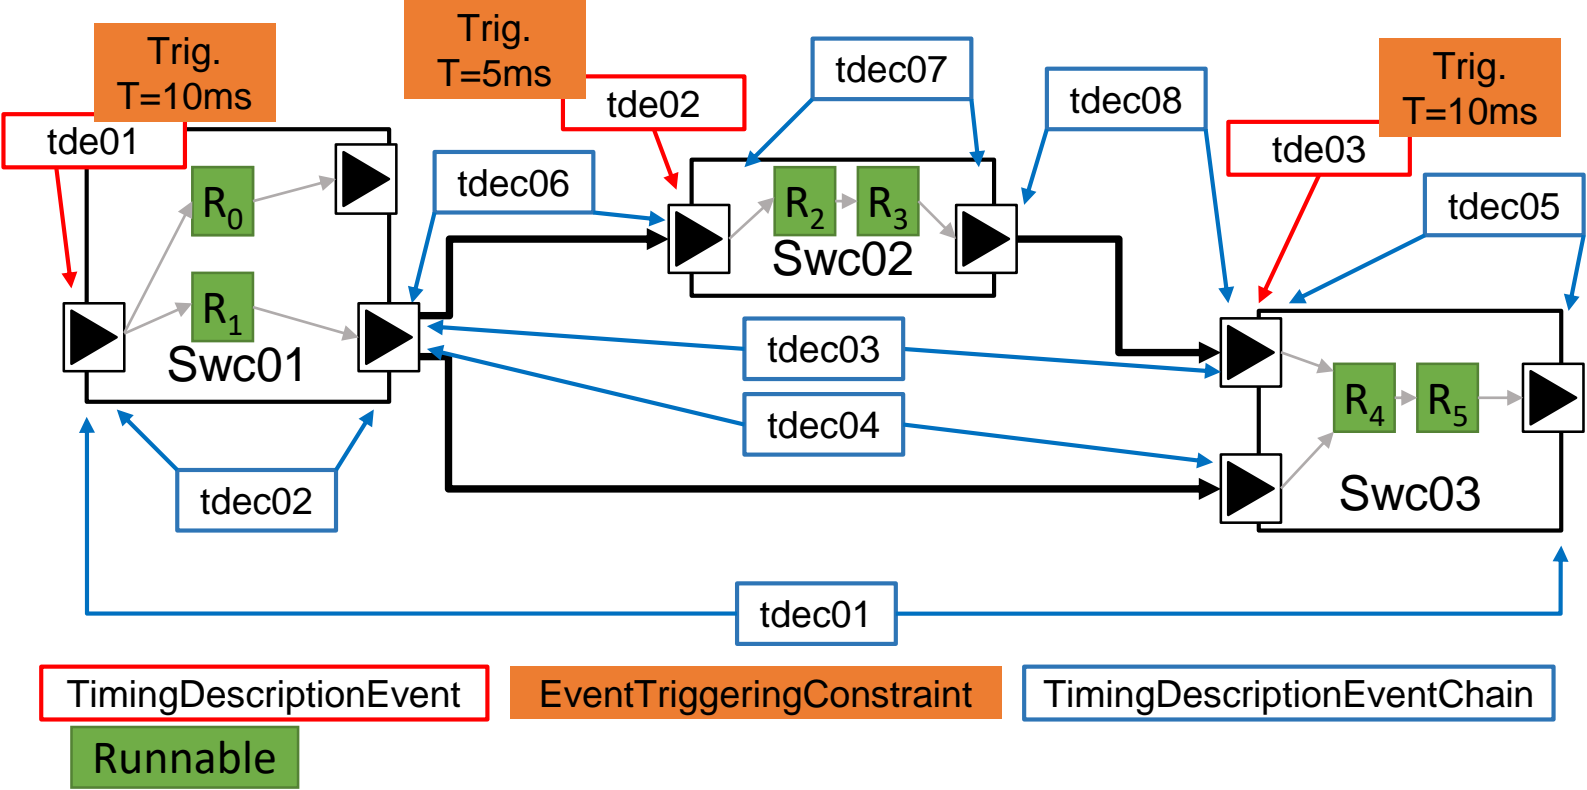 Trig.
T=10ms
tde01
Trig.
T=5ms
tde02
tdec07
tdec08
Trig.
T=10ms
tde03
tdec06
tdec05
R0
R2
R3
Swc02
R1
Swc01
tdec03
tdec04
R4
R5
Swc03
tdec02
tdec01
TimingDescriptionEvent
EventTriggeringConstraint
TimingDescriptionEventChain
Runnable